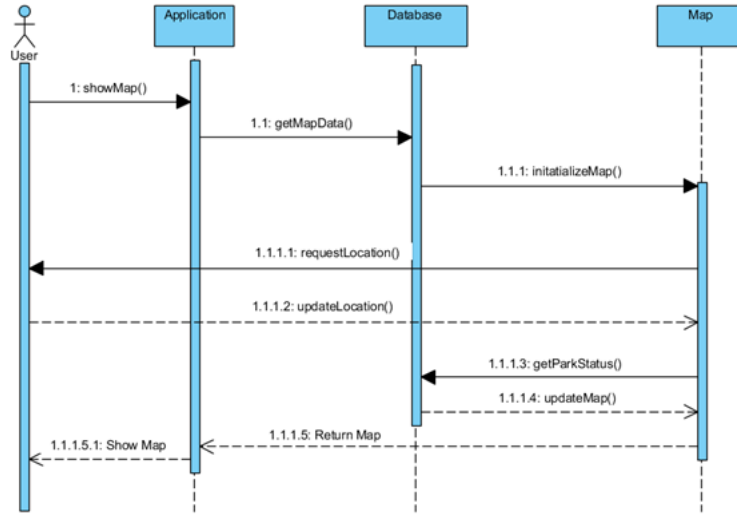 Application
Database
Map
User
1: showMap()
1.1: getMapData()
1.1.1: initatializeMap()
1.1.1.1: requestLocation()
1.1.1.2: updateLocation()
1.1.1.3: getParkStatus()
1.1.1.4: updateMap()
1.1.1.5: Return Map
1.1.1.5.1: Show Map